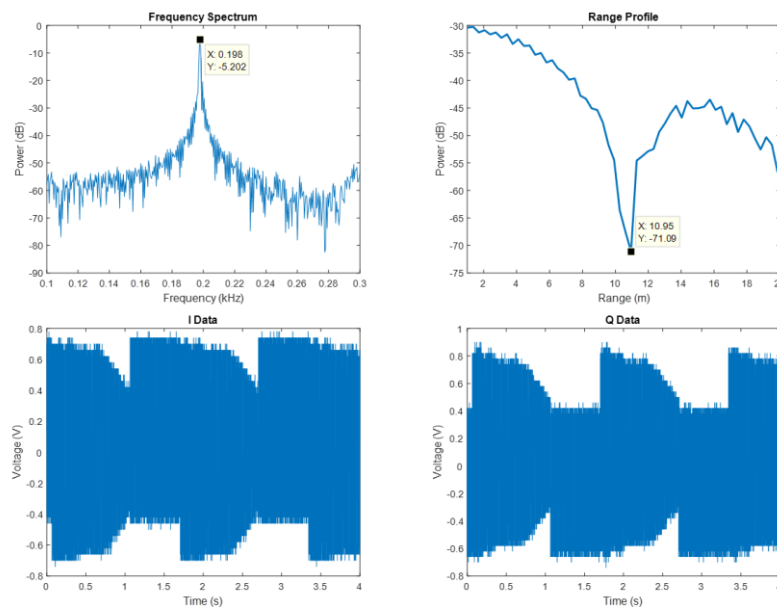 Frequency Spectrum
0
-10
-20
-30
-40
-50
-60
-70
-80
-90
Power (dB)
X: 0.198
Y: -5.202
0.1 0.12 0.14 0.16 0.18 0.2 0.22 0.24 0.26 0.28 0.3
Frequency (kHz)
Range Profile
-30
-35
-40
-45
-50
-55
-60
-65
-70
-75
Power (dB)
X: 10.95
Y: -71.09
2 4 6 8 10 12 14 16 18
Range (m)
I Data
0.8
0.6
0.4
0.2
0
-0.2
-0.4
-0.6
-0.8
Voltage (V)
0 0.5 1 1.5 2 2.5 3 3.5 4
Time (s)
Q Data
1
0.8
0.6
0.4
0.2
0
-0.2
-0.4
-0.6
-0.8
Voltage (V)
0 0.5 1 1.5 2 2.5 3 3.5
Time (s)